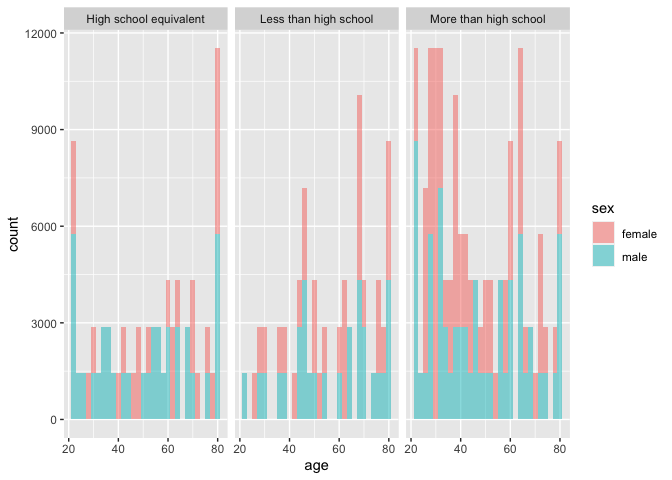 High school equivalent Less than high school More than high school
12000
9000
6000
3000
0
20 40 60 80 20 40 60 80 20 40 60 80
age
count
sex
female
male